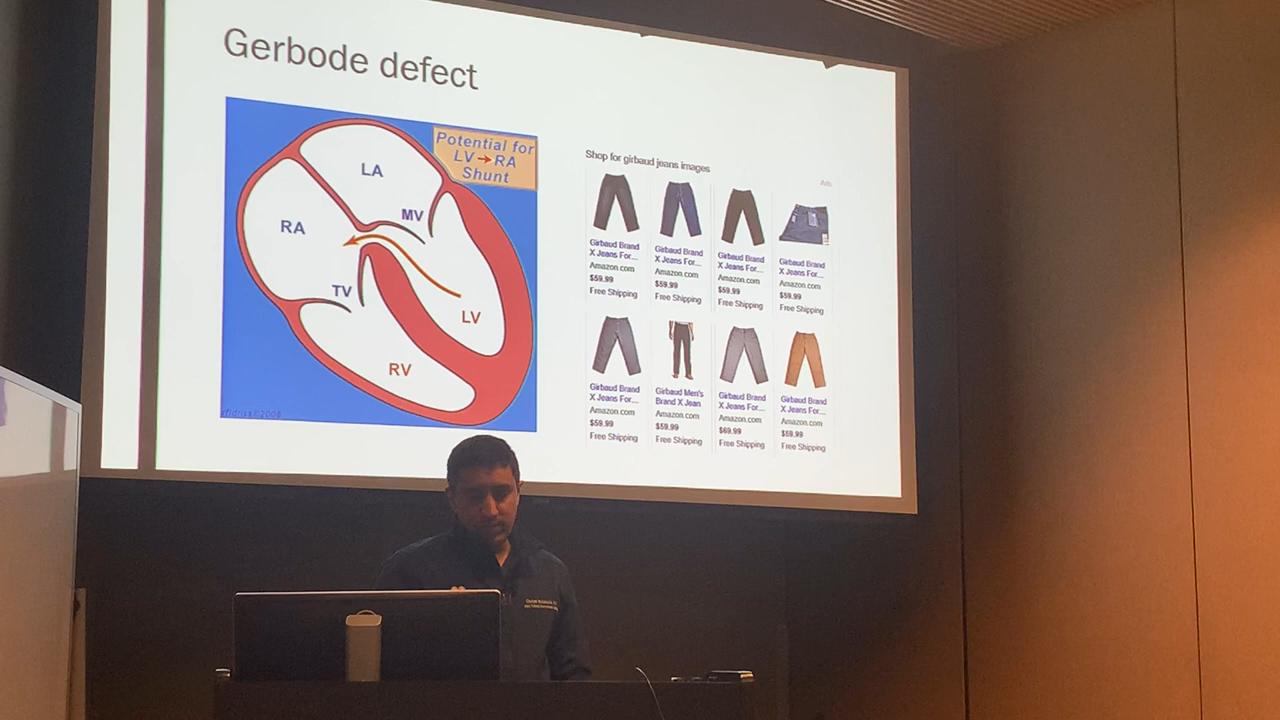 Gerbode defect
Potential for
LV→RA
Shunt
LA
MV
RA
TV
LV
RV
Shop for girbaud jeans images
Ads
Girbaud Brand
X Jeans For...
Amazon.com
$59.99
Free Shipping
Girbaud Brand
X Jeans For...
Amazon.com
$59.99
Free Shipping
Girbaud Brand
X Jeans For...
Amazon.com
$59.99
Free Shipping
Girbaud Brand
X Jeans For...
Amazon.com
$59.99
Free Shipping
Girbaud Brand
X Jeans For...
Amazon.com
$59.99
Free Shipping
Girbaud Men's
Brand X Jean
Amazon.com
$59.99
Free Shipping
Girbaud Brand
X Jeans For...
Amazon.com
$69.99
Free Shipping
Girbaud Brand
X Jeans For...
Amazon.com
$59.99
Free Shipping